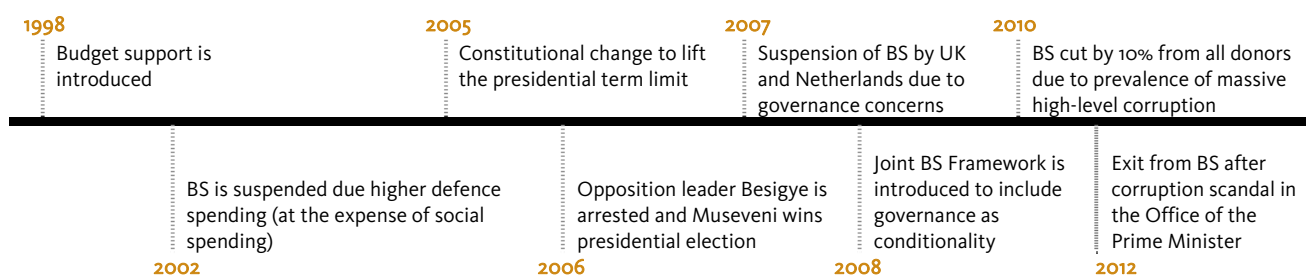 1998
Budget support is
introduced
2005
Constitutional change to lift
the presidential term limit
2007
Suspension of BS by UK
and Netherlands due to
governance concerns
2010
BS cut by 10% from all donors
due to prevalence of massive
high-level corruption
BS is suspended due higher defence
spending (at the expense of social
spending)
2002
Opposition leader Besigye is
arrested and Museveni wins
presidential election
2006
Joint BS Framework is
introduced to include
governance as
conditionality
2008
Exit from BS after
corruption scandal in
the Office of the
Prime Minister
2012